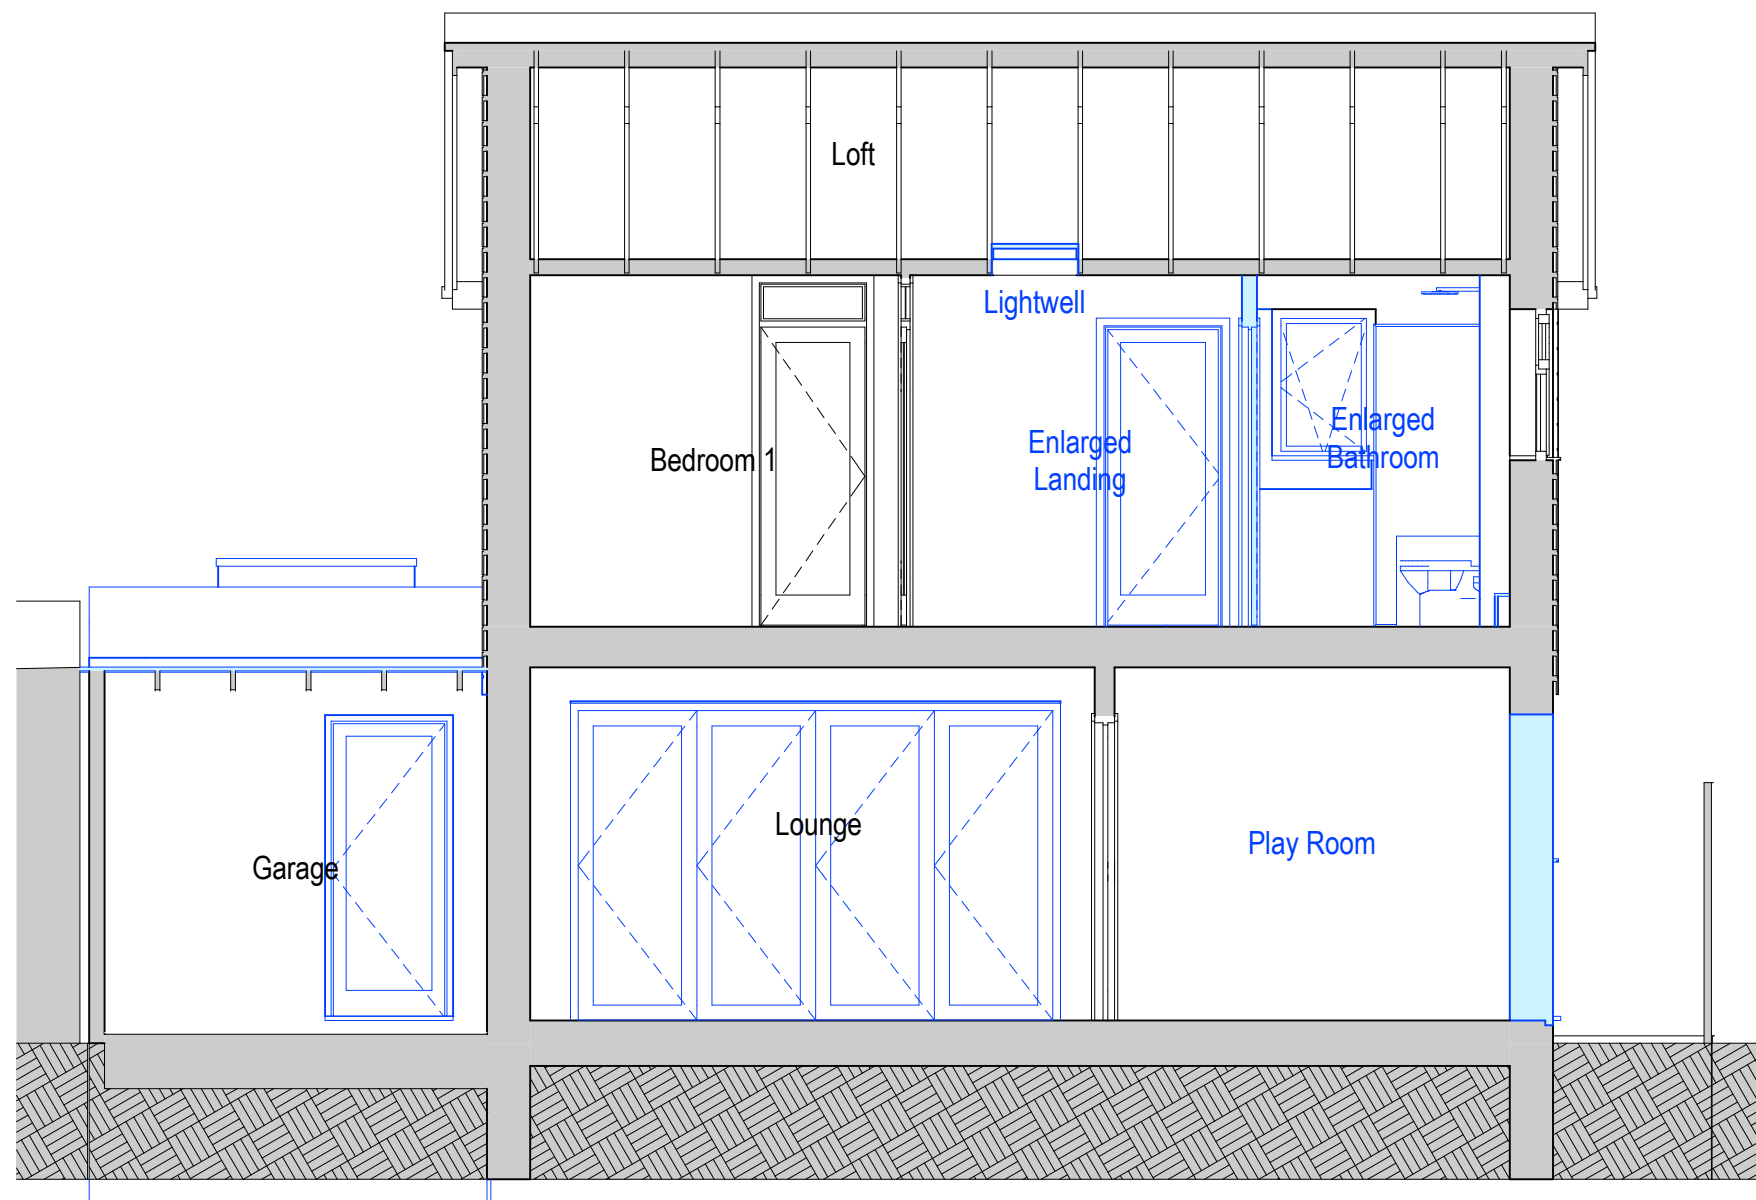 Loft
Lightwell
Bedroom 1
Enlarged
Landing
Enlarged
Bathroom
Garage
Lounge
Play Room